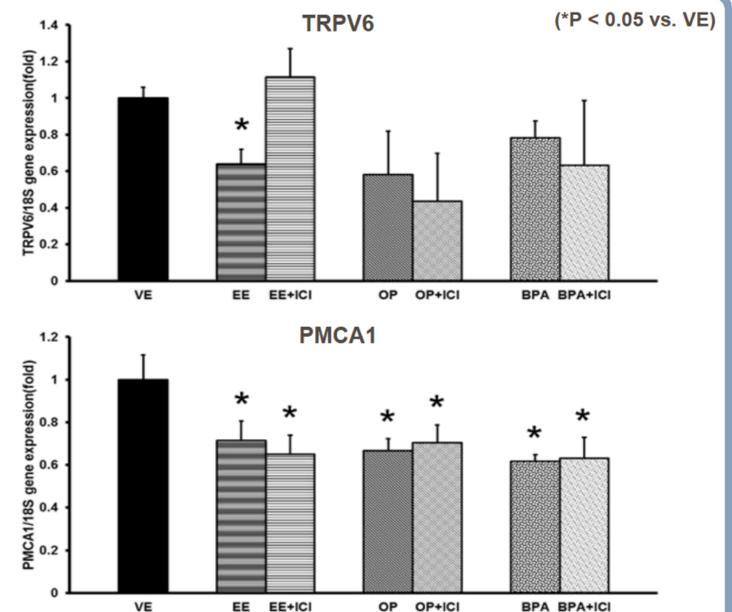 TRPV6
(*P < 0.05 vs. VE)
TRPV6/18S gene expression(fold)
1.4
1.2
1
0.8
0.6
0.4
0.2
0
*
VE EE EE+ICI OP OP+ICI BPA BPA+ICI
PMCA1
PMCA1/18S gene expression(fold)
1.2
1
0.8
0.6
0.4
0.2
0
* * * * * *
VE EE EE+ICI OP OP+ICI BPA BPA+ICI